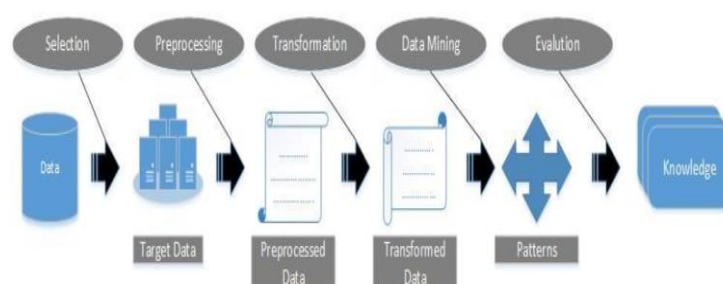 Selection
Preprocessing
Transformation
Data Mining
Evalution
Data
Knowledge
Target Data
Preprocessed
Data
Transformed
Data
Patterns